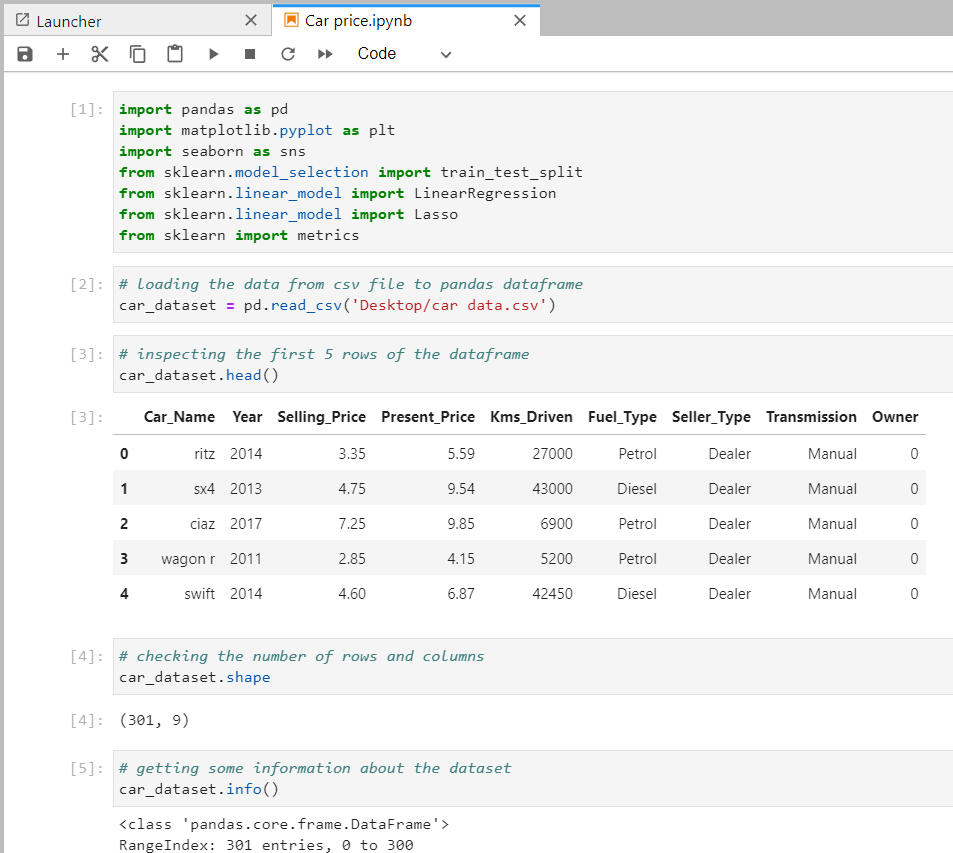 Launcher
Car price.ipynb
Code
[1]:
import pandas as pd
import matplotlib.pyplot as plt
import seaborn as sns
from sklearn.model_selection import train_test_split
from sklearn.linear_model import LinearRegression
from sklearn.linear_model import Lasso
from sklearn import metrics
[2]:
# loading the data from csv file to pandas dataframe
car_dataset = pd.read_csv('Desktop/car data.csv')
[3]:
# inspecting the first 5 rows of the dataframe
car_dataset.head()
[3]:
Car_Name Year Selling_Price Present_Price Kms_Driven Fuel_Type Seller_Type Transmission Owner
0 ritz 2014 3.35 5.59 27000 Petrol Dealer Manual 0
1 sx4 2013 4.75 9.54 43000 Diesel Dealer Manual 0
2 ciaz 2017 7.25 9.85 6900 Petrol Dealer Manual 0
3 wagon r 2011 2.85 4.15 5200 Petrol Dealer Manual 0
4 swift 2014 4.60 6.87 42450 Diesel Dealer Manual 0
[4]:
# checking the number of rows and columns
car_dataset.shape
[4]:
(301, 9)
[5]:
# getting some information about the dataset
car_dataset.info()
<class 'pandas.core.frame.DataFrame'>
RangeIndex: 301 entries, 0 to 300